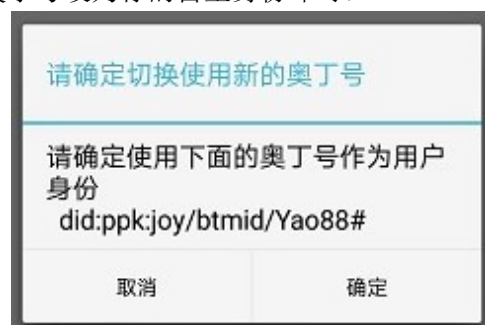 请确定切换使用新的奥丁号
请确定使用下面的奥丁号作为用户
身份
did:ppk:joy/btmid/Yao88#
取消
确定